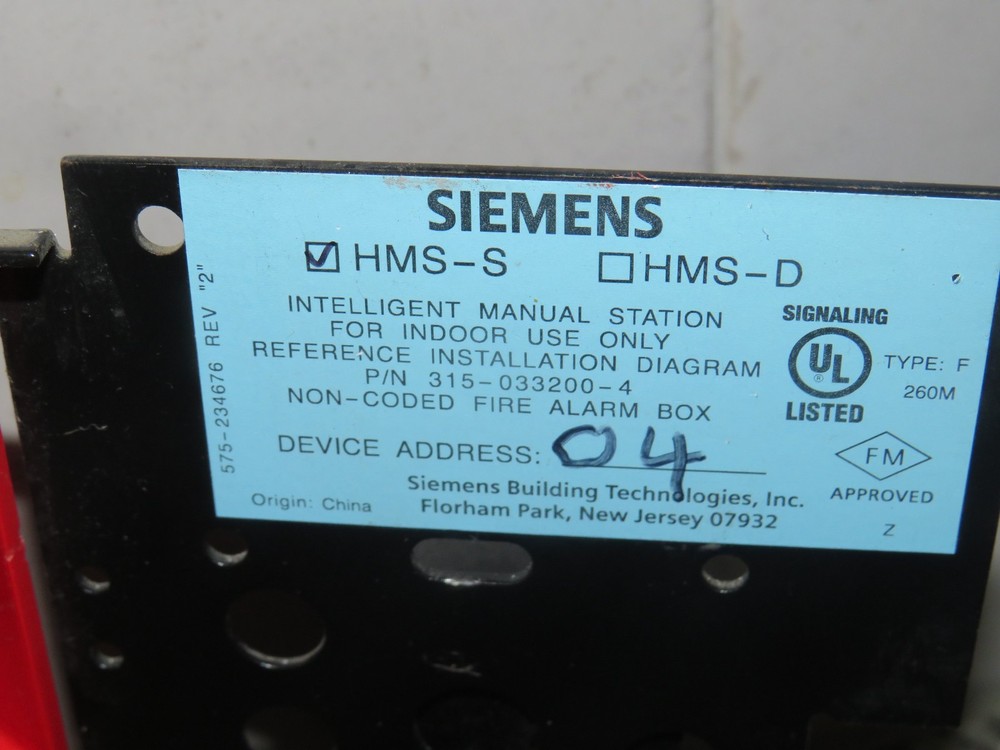 SIEMENS
☑ HMS-S ☐ HMS-D
INTELLIGENT MANUAL STATION
FOR INDOOR USE ONLY
REFERENCE INSTALLATION DIAGRAM
P/N 315-033200-4
NON-CODED FIRE ALARM BOX
DEVICE ADDRESS: 04
Siemens Building Technologies, Inc.
Florham Park, New Jersey 07932
Origin: China
575-234676 REV "2"
SIGNALING
UL ®
LISTED
TYPE: F
260M
FM
APPROVED
Z